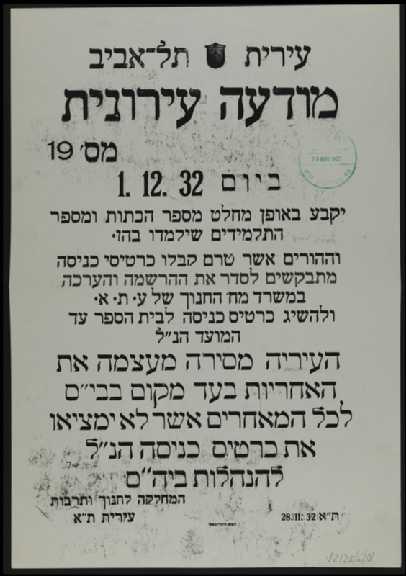 עירית תל־אביב
מודעה עירונית
מס׳ 19
ביום 1. 12. 32
יקבע באופן מחלט מספר הכתות ומספר
התלמידים שילמדו בהן.
וההורים אשר טרם קבלו כרטיסי כניסה
מתבקשים לסדר את ההרשמה והערכה
במשרד מח׳ החנוך של ע. ת. א.
ולהשיג כרטיס כניסה לבית הספר עד
המועד הנ״ל
העיריה מסירה מעצמה את
האחריות בעד מקום בבי״ס
לכל המאחרים אשר לא ימציאו
את כרטיס כניסה הנ״ל
להנהלות ביה״ס
המחלקה לחנוך ותרבות
עירית ת״א
ת״א 28.11.32